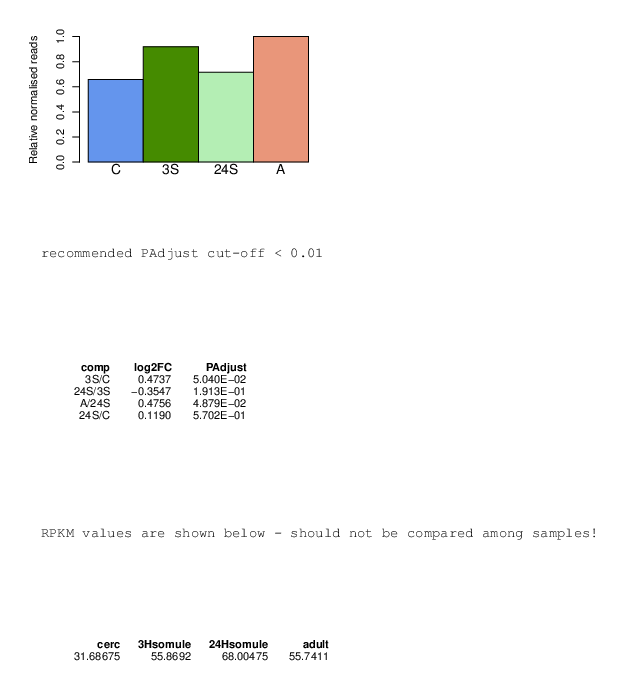 Relative normalised reads
1.0
0.8
0.6
0.4
0.2
0.0
C 3S 24S A
recommended PAdjust cut-off < 0.01
comp log2FC PAdjust
3S/C 0.4737 5.040E−02
24S/3S −0.3547 1.913E−01
A/24S 0.4756 4.879E−02
24S/C 0.1190 5.702E−01
RPKM values are shown below - should not be compared among samples!
cerc 3Hsomule 24Hsomule adult
31.68675 55.8692 68.00475 55.7411